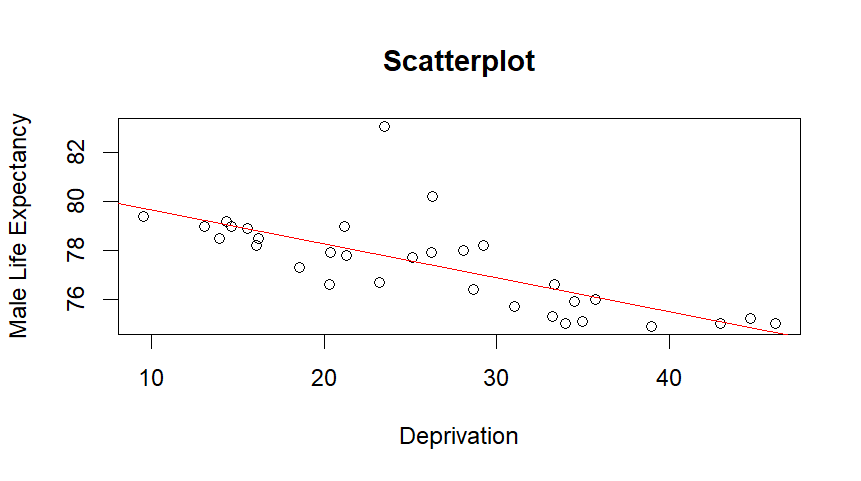 Scatterplot
Male Life Expectancy
82
80
78
76
10 20 30 40
Deprivation